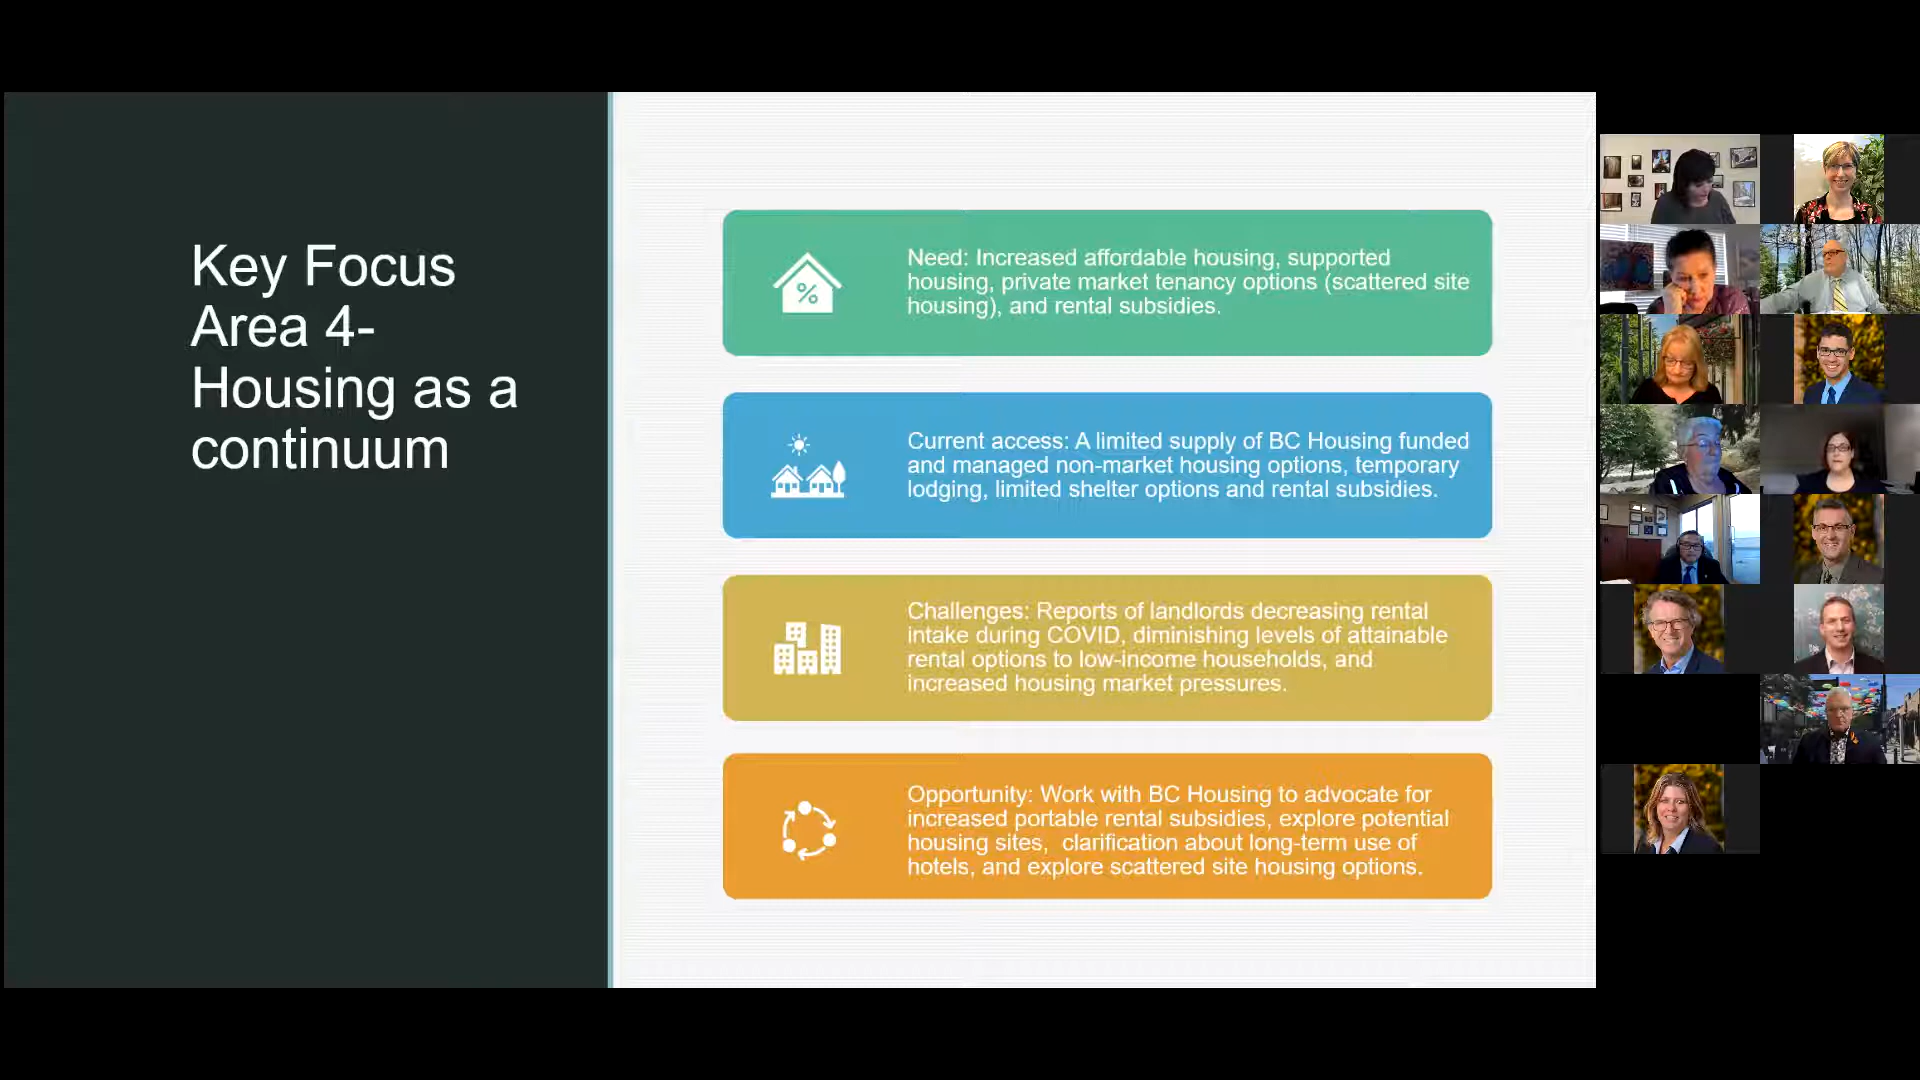 Key Focus
Area 4-
Housing as a
continuum
Need: Increased affordable housing, supported
housing, private market tenancy options (scattered site
housing), and rental subsidies.
Current access: A limited supply of BC Housing funded
and managed non-market housing options, temporary
lodging, limited shelter options and rental subsidies.
Challenges: Reports of landlords decreasing rental
intake during COVID, diminishing levels of attainable
rental options to low-income households, and
increased housing market pressures.
Opportunity: Work with BC Housing to advocate for
increased portable rental subsidies, explore potential
housing sites,  clarification about long-term use of
hotels, and explore scattered site housing options.